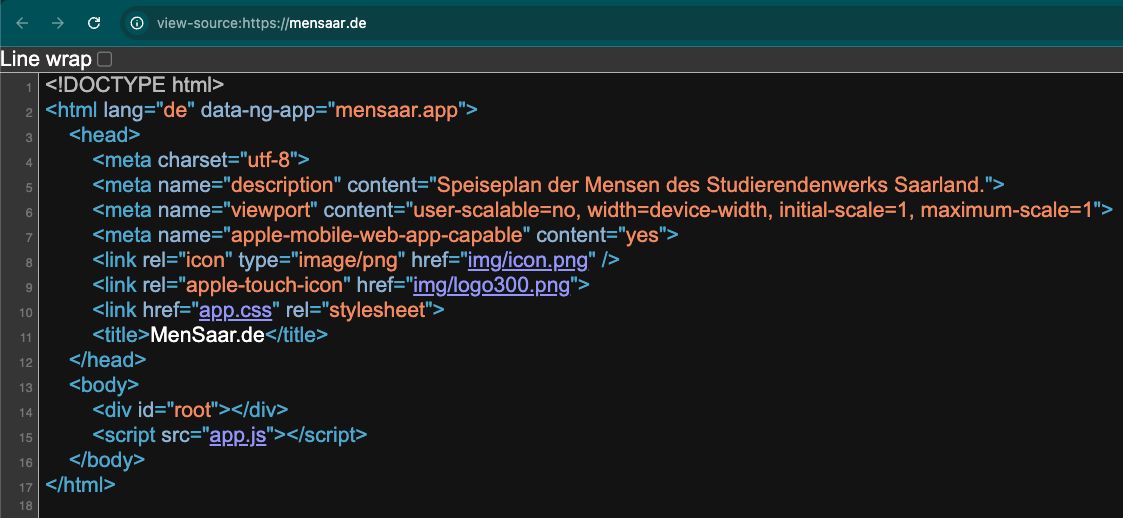 view-source:https://mensaar.de
Line wrap
1 <!DOCTYPE html>
2 <html lang="de" data-ng-app="mensaar.app">
3 <head>
4 <meta charset="utf-8">
5 <meta name="description" content="Speiseplan der Mensen des Studierendenwerks Saarland.">
6 <meta name="viewport" content="user-scalable=no, width=device-width, initial-scale=1, maximum-scale=1">
7 <meta name="apple-mobile-web-app-capable" content="yes">
8 <link rel="icon" type="image/png" href="img/icon.png" />
9 <link rel="apple-touch-icon" href="img/logo300.png">
10 <link href="app.css" rel="stylesheet">
11 <title>MenSaar.de</title>
12 </head>
13 <body>
14 <div id="root"></div>
15 <script src="app.js"></script>
16 </body>
17 </html>
18